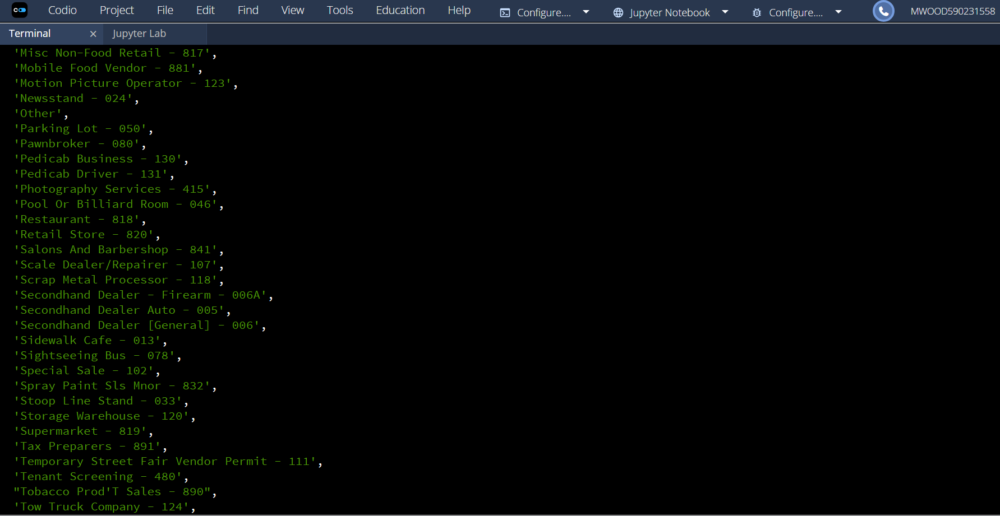 Codio Project File Edit Find View Tools Education Help Configure.... Jupyter Notebook Configure.... MWOOD590231558
Terminal × Jupyter Lab
'Misc Non-Food Retail - 817',
'Mobile Food Vendor - 881',
'Motion Picture Operator - 123',
'Newsstand - 024',
'Other',
'Parking Lot - 050',
'Pawnbroker - 080',
'Pedicab Business - 130',
'Pedicab Driver - 131',
'Photography Services - 415',
'Pool Or Billiard Room - 046',
'Restaurant - 818',
'Retail Store - 820',
'Salons And Barbershop - 841',
'Scale Dealer/Repairer - 107',
'Scrap Metal Processor - 118',
'Secondhand Dealer - Firearm - 006A',
'Secondhand Dealer Auto - 005',
'Secondhand Dealer [General] - 006',
'Sidewalk Cafe - 013',
'Sightseeing Bus - 078',
'Special Sale - 102',
'Spray Paint Sls Mnor - 832',
'Stoop Line Stand - 033',
'Storage Warehouse - 120',
'Supermarket - 819',
'Tax Preparers - 891',
'Temporary Street Fair Vendor Permit - 111',
'Tenant Screening - 480',
"Tobacco Prod'T Sales - 890",
'Tow Truck Company - 124',